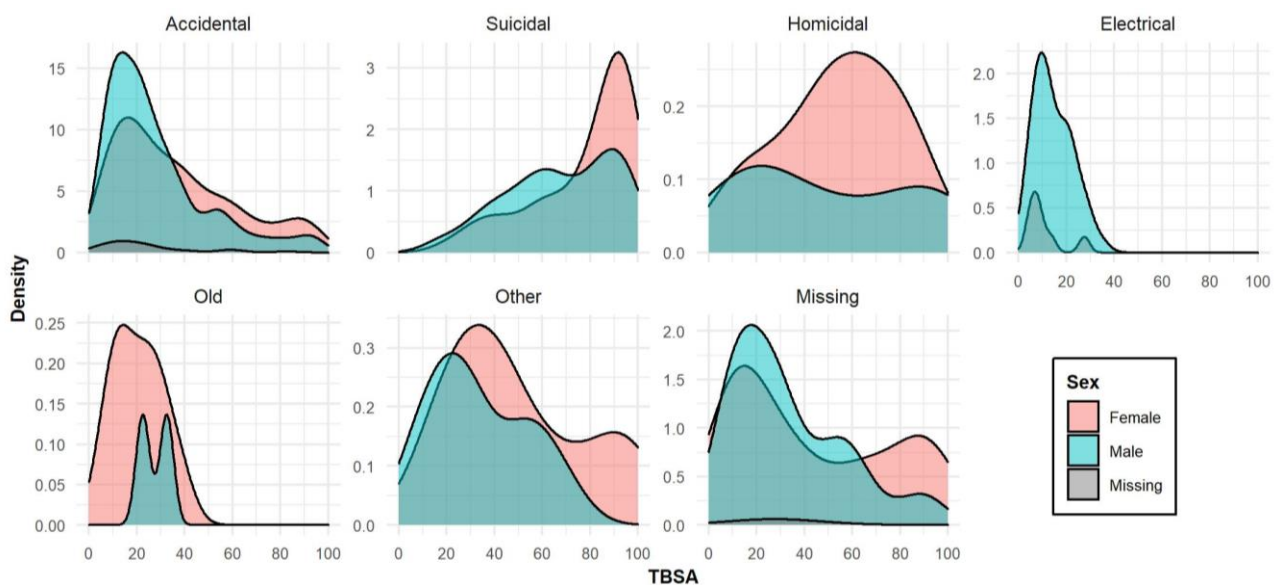 Accidental
Suicidal
Homicidal
Electrical
15
10
5
0
3
2
1
0
0.2
0.1
0.0
2.0
1.5
1.0
0.5
0.0
0 20 40 60 80 100
Density
Old
Other
Missing
0.25
0.20
0.15
0.10
0.05
0.00
0.3
0.2
0.1
0.0
2.0
1.5
1.0
0.5
0.0
0 20 40 60 80 100
0 20 40 60 80 100
0 20 40 60 80 100
TBSA
Sex
Female
Male
Missing